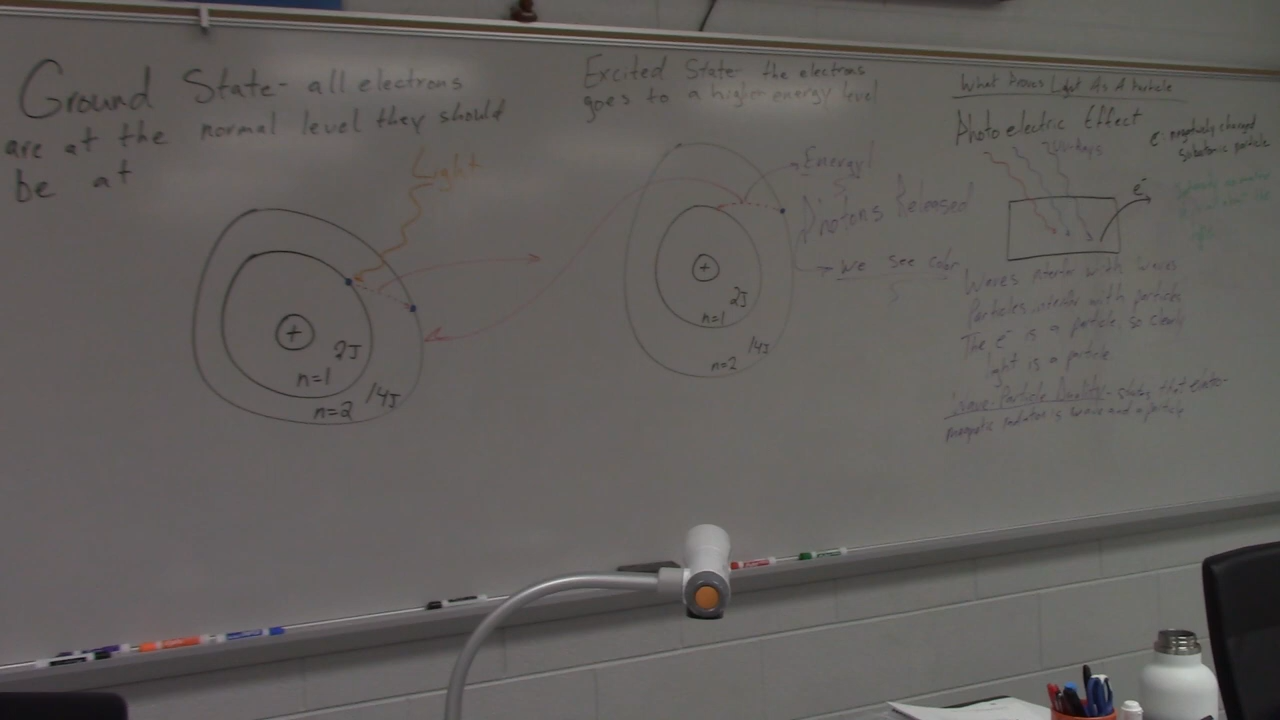 Ground State- all electrons
are at the normal level they should
be at
Light
+
2J
n=1
14J
n=2
Excited State- the electrons
goes to a higher energy level
Energy!
Photons Released
we see color
+
2J
n=1
14J
n=2
What Proves Light As A Particle
Photoelectric Effect
e⁻: negatively charged
subatomic particle
e⁻
Waves interfer with waves
Particles interfer with particles
The e⁻ is a particle, so clearly
light is a particle
Wave-Particle Duality- states that electro-
magnetic radiation is wave and a particle